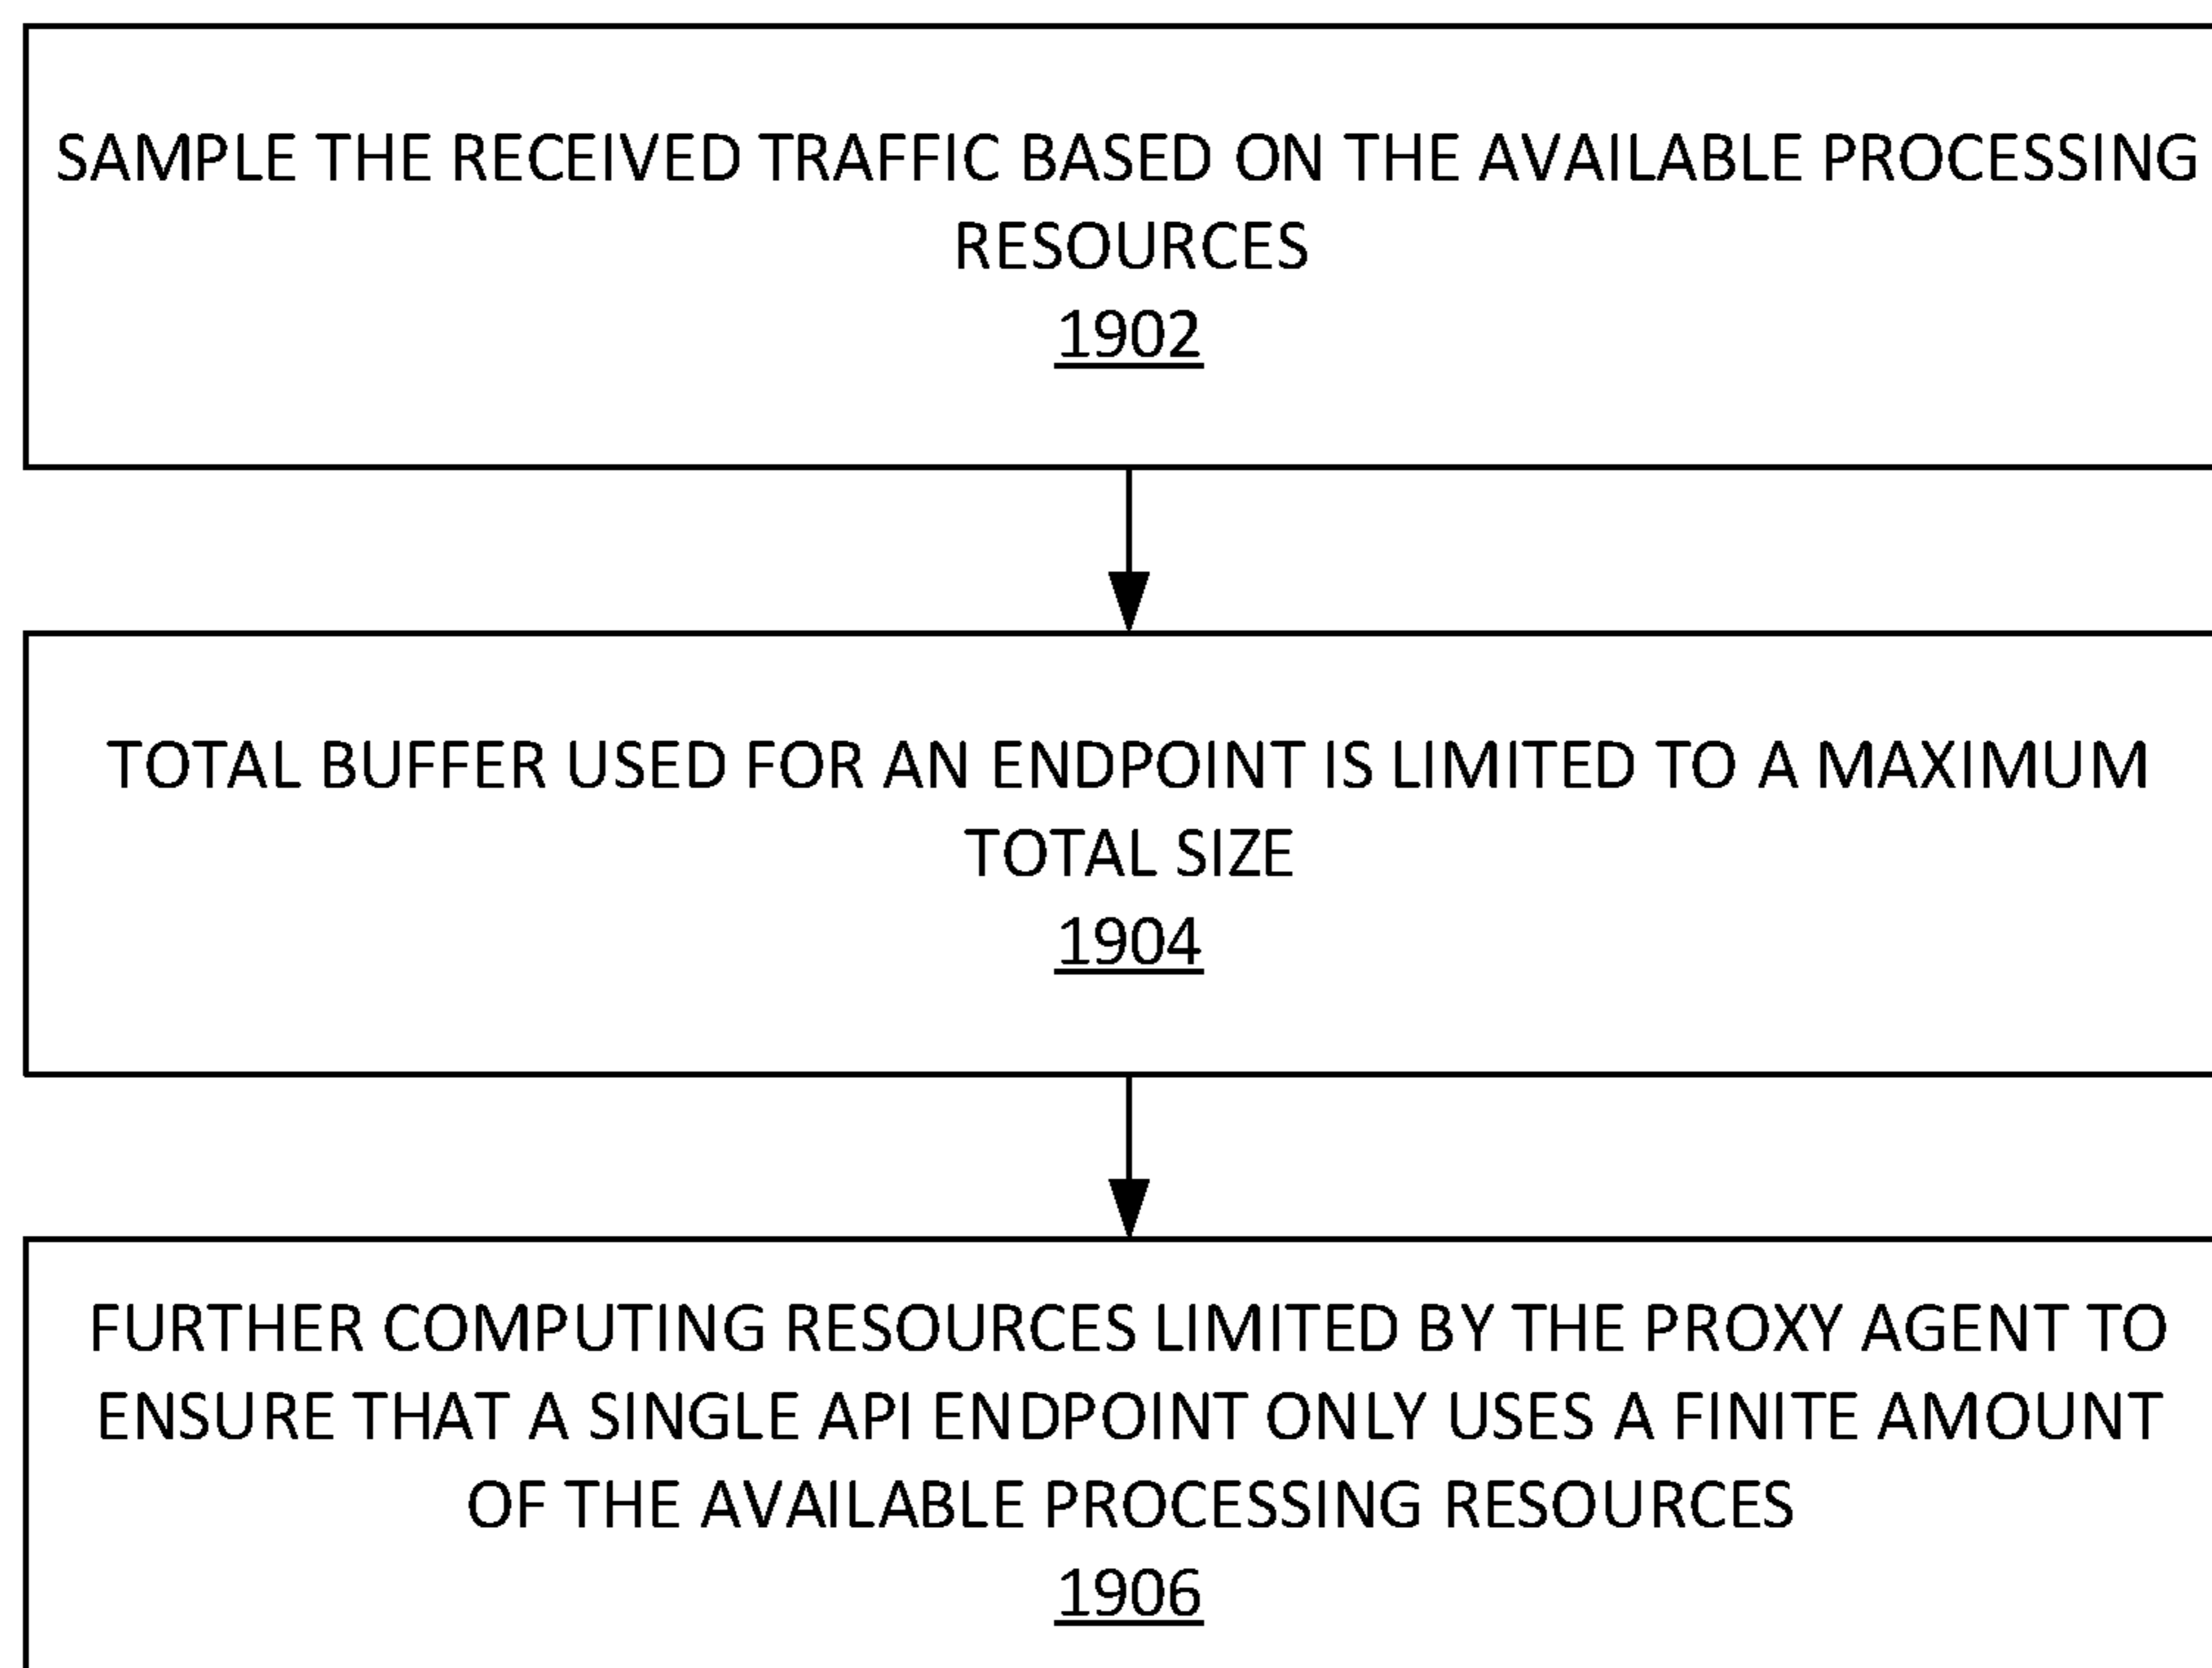 SAMPLE THE RECEIVED TRAFFIC BASED ON THE AVAILABLE PROCESSING
RESOURCES
1902
TOTAL BUFFER USED FOR AN ENDPOINT IS LIMITED TO A MAXIMUM
TOTAL SIZE
1904
FURTHER COMPUTING RESOURCES LIMITED BY THE PROXY AGENT TO
ENSURE THAT A SINGLE API ENDPOINT ONLY USES A FINITE AMOUNT
OF THE AVAILABLE PROCESSING RESOURCES
1906